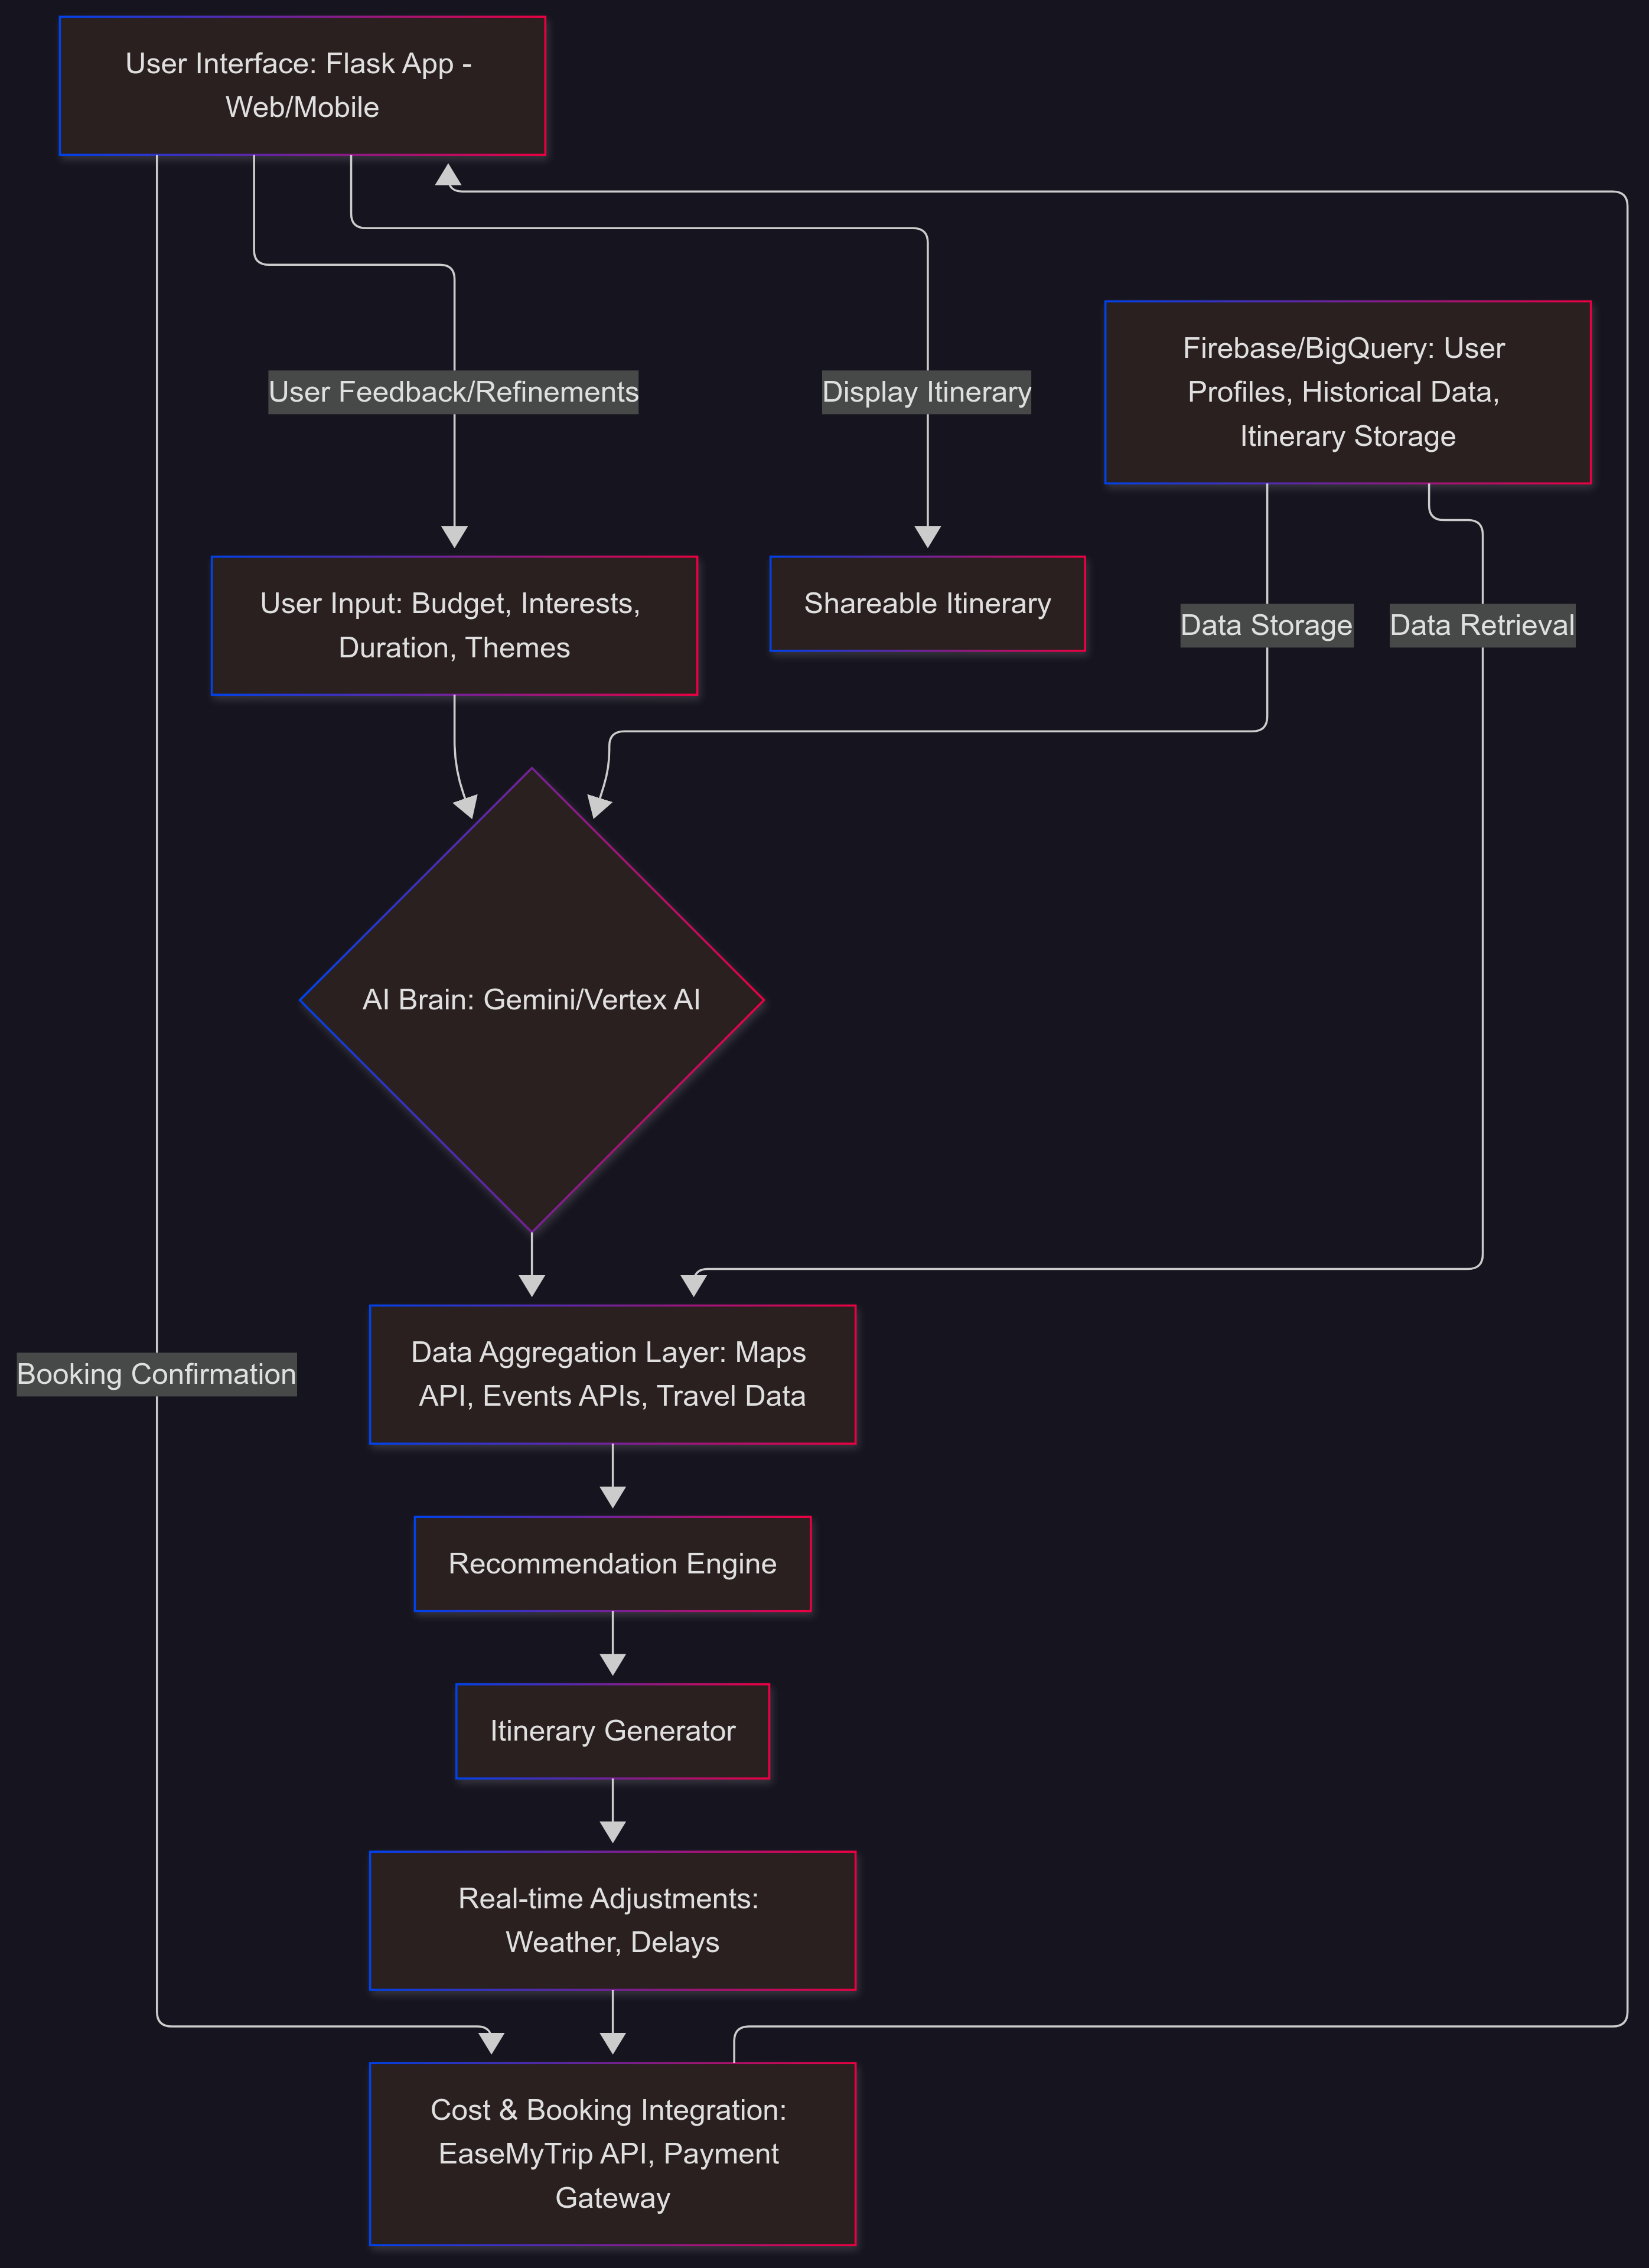 User Interface: Flask App -
Web/Mobile
Firebase/BigQuery: User
Profiles, Historical Data,
Itinerary Storage
User Feedback/Refinements
Display Itinerary
User Input: Budget, Interests,
Duration, Themes
Shareable Itinerary
Data Storage
Data Retrieval
AI Brain: Gemini/Vertex AI
Booking Confirmation
Data Aggregation Layer: Maps
API, Events APIs, Travel Data
Recommendation Engine
Itinerary Generator
Real-time Adjustments:
Weather, Delays
Cost & Booking Integration:
EaseMyTrip API, Payment
Gateway